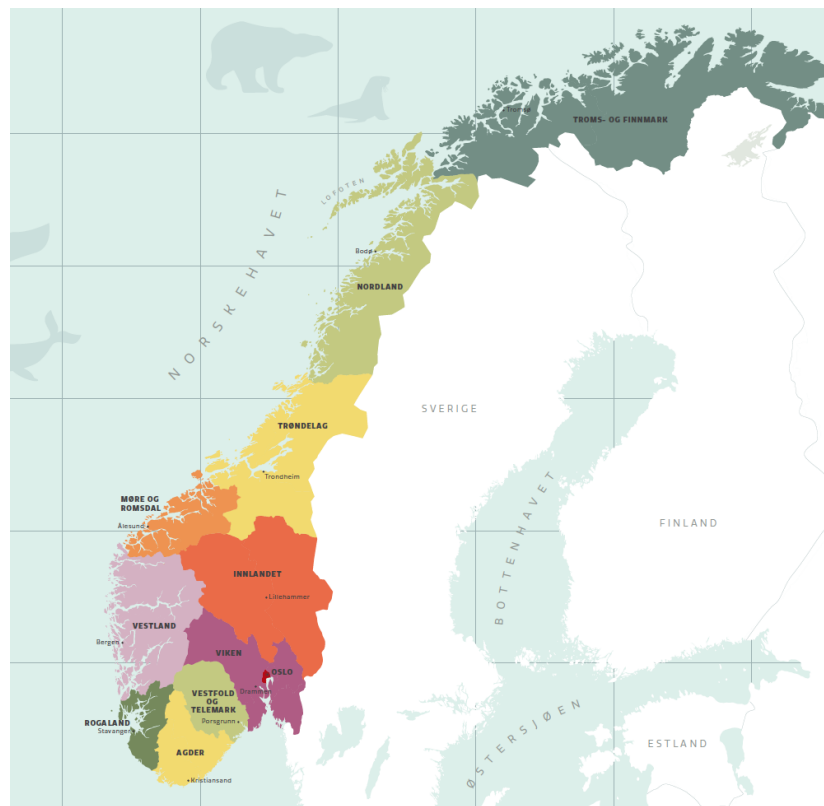 Tromsø
TROMS- OG FINNMARK
LOFOTEN
NORSKEHAVET
Bodø
NORDLAND
SVERIGE
TRØNDELAG
Trondheim
MØRE OG
ROMSDAL
Ålesund
FINLAND
BOTTENHAVET
INNLANDET
Lillehammer
VESTLAND
Bergen
VIKEN
OSLO
Drammen
VESTFOLD
OG
TELEMARK
Porsgrunn
ROGALAND
Stavanger
AGDER
Kristiansand
ØSTERSJØEN
ESTLAND